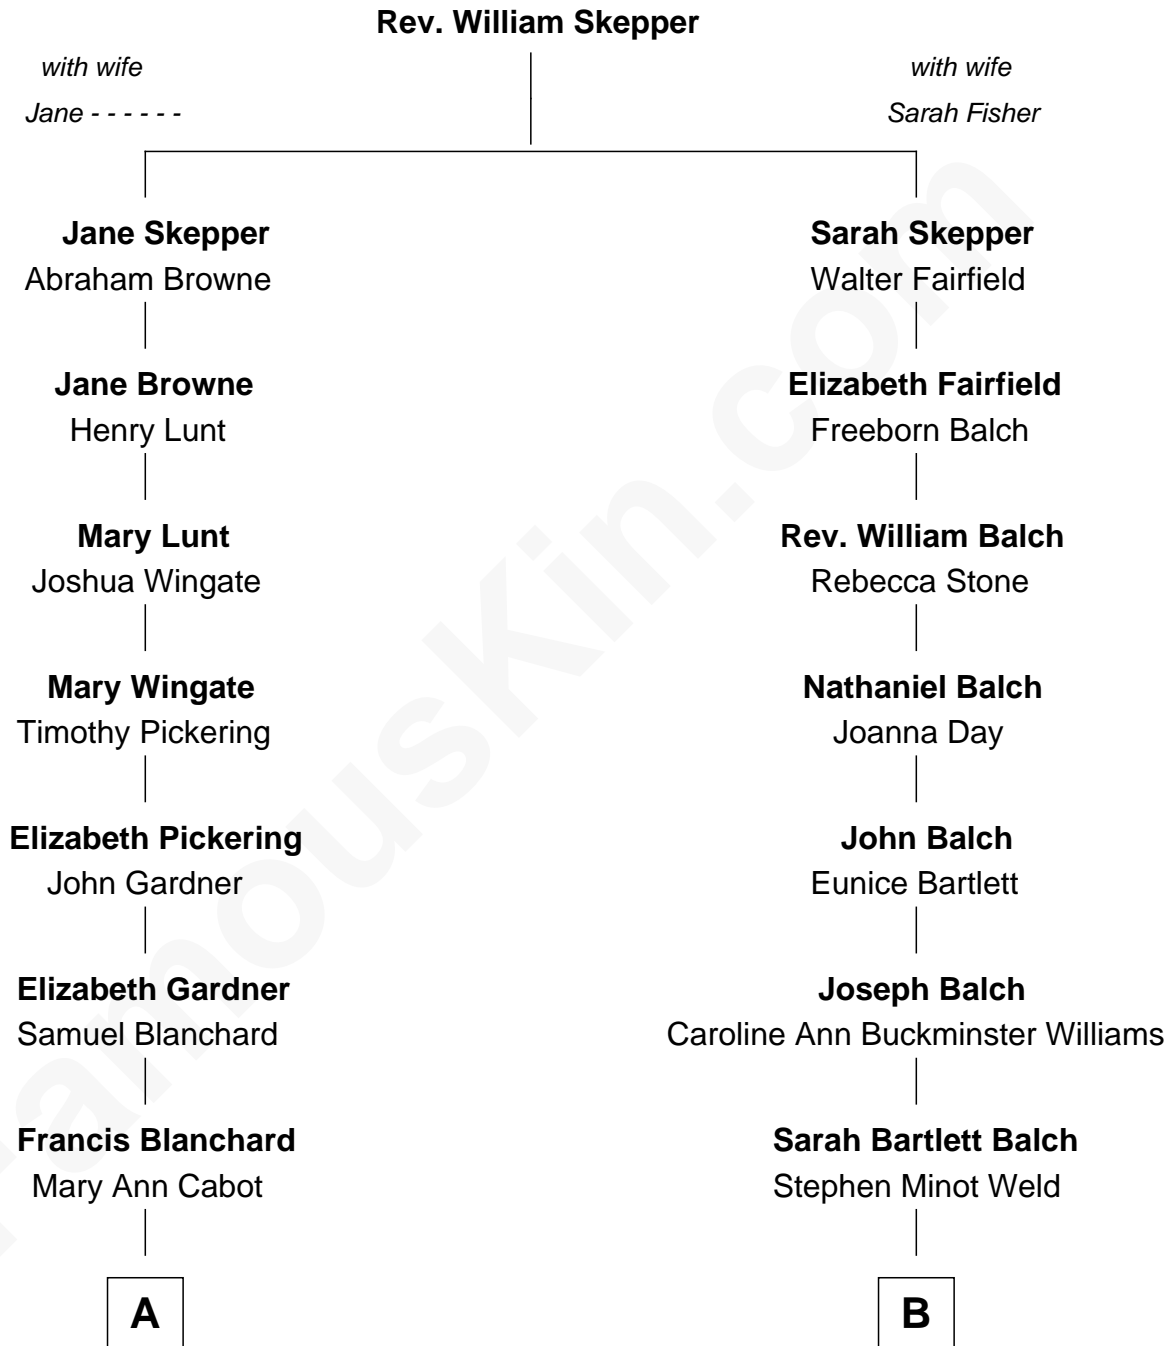 Rev. William Skepper
with wife
Jane - - - - - -
with wife
Sarah Fisher
Jane Skepper
Abraham Browne
Sarah Skepper
Walter Fairfield
Jane Browne
Henry Lunt
Elizabeth Fairfield
Freeborn Balch
Mary Lunt
Joshua Wingate
Rev. William Balch
Rebecca Stone
Mary Wingate
Timothy Pickering
Nathaniel Balch
Joanna Day
Elizabeth Pickering
John Gardner
John Balch
Eunice Bartlett
Elizabeth Gardner
Samuel Blanchard
Joseph Balch
Caroline Ann Buckminster Williams
Francis Blanchard
Mary Ann Cabot
Sarah Bartlett Balch
Stephen Minot Weld
A
B
FamousKin.com